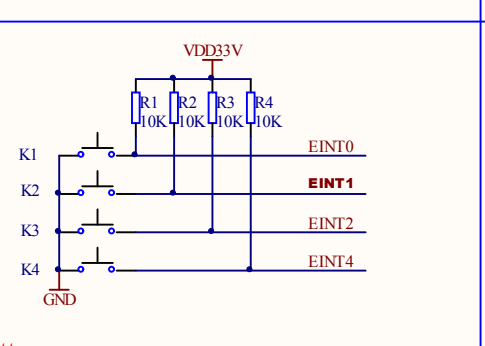 VDD33V
R1 R2 R3 R4
10K 10K 10K 10K
K1 EINT0
K2 EINT1
K3 EINT2
K4 EINT4
GND